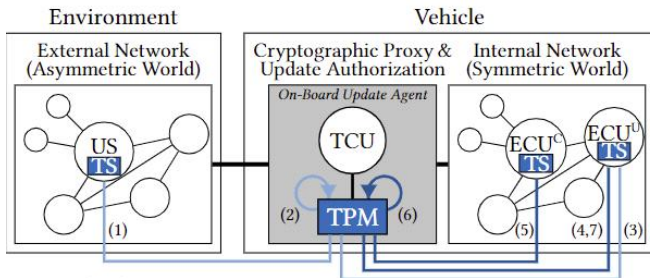 Environment
Vehicle
External Network
(Asymmetric World)
Cryptographic Proxy &
Update Authorization
Internal Network
(Symmetric World)
On-Board Update Agent
US
TS
TCU
ECU^C
TS
ECU^U
TS
(2)
TPM
(6)
(1)
(5)
(4,7)
(3)